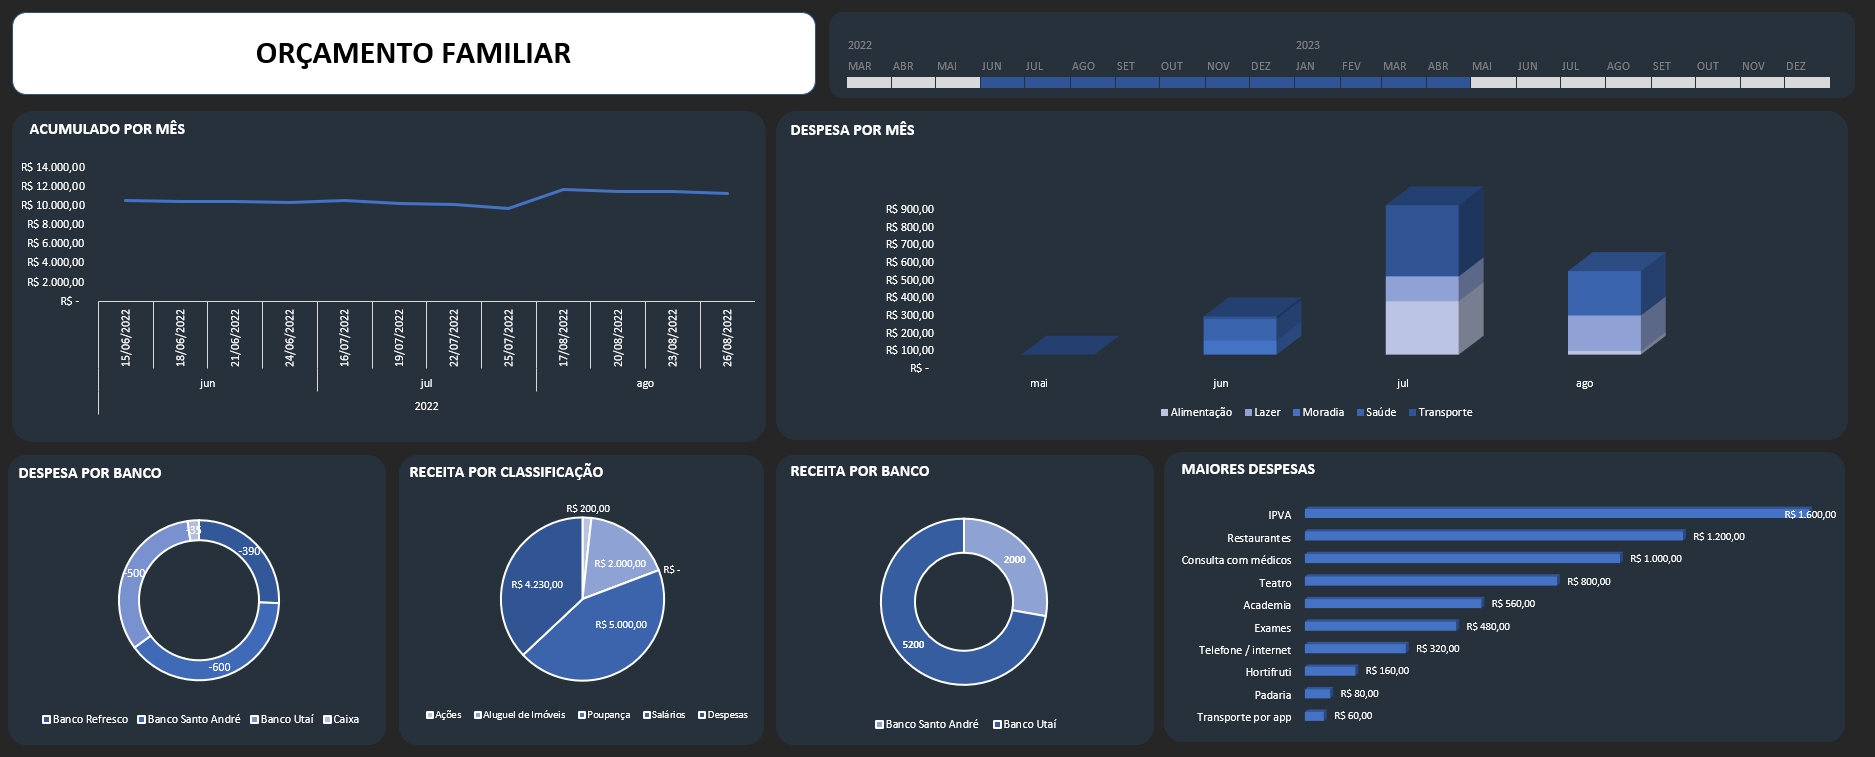 ORÇAMENTO FAMILIAR
2022 2023
MAR ABR MAI JUN JUL AGO SET OUT NOV DEZ JAN FEV MAR ABR MAI JUN JUL AGO SET OUT NOV DEZ
ACUMULADO POR MÊS
R$ 14.000,00
R$ 12.000,00
R$ 10.000,00
R$ 8.000,00
R$ 6.000,00
R$ 4.000,00
R$ 2.000,00
R$ -
15/06/2022
18/06/2022
21/06/2022
24/06/2022
16/07/2022
19/07/2022
22/07/2022
25/07/2022
17/08/2022
20/08/2022
23/08/2022
26/08/2022
jun jul ago
2022
DESPESA POR MÊS
R$ 900,00
R$ 800,00
R$ 700,00
R$ 600,00
R$ 500,00
R$ 400,00
R$ 300,00
R$ 200,00
R$ 100,00
R$ -
mai jun jul ago
Alimentação Lazer Moradia Saúde Transporte
DESPESA POR BANCO
-35
-390
-500
-600
Banco Refresco Banco Santo André Banco Utaí Caixa
RECEITA POR CLASSIFICAÇÃO
R$ 200,00
R$ 2.000,00
R$ -
R$ 4.230,00
R$ 5.000,00
Ações Aluguel de Imóveis Poupança Salários Despesas
RECEITA POR BANCO
2000
5200
Banco Santo André Banco Utaí
MAIORES DESPESAS
IPVA R$ 1.600,00
Restaurantes R$ 1.200,00
Consulta com médicos R$ 1.000,00
Teatro R$ 800,00
Academia R$ 560,00
Exames R$ 480,00
Telefone / internet R$ 320,00
Hortifruti R$ 160,00
Padaria R$ 80,00
Transporte por app R$ 60,00